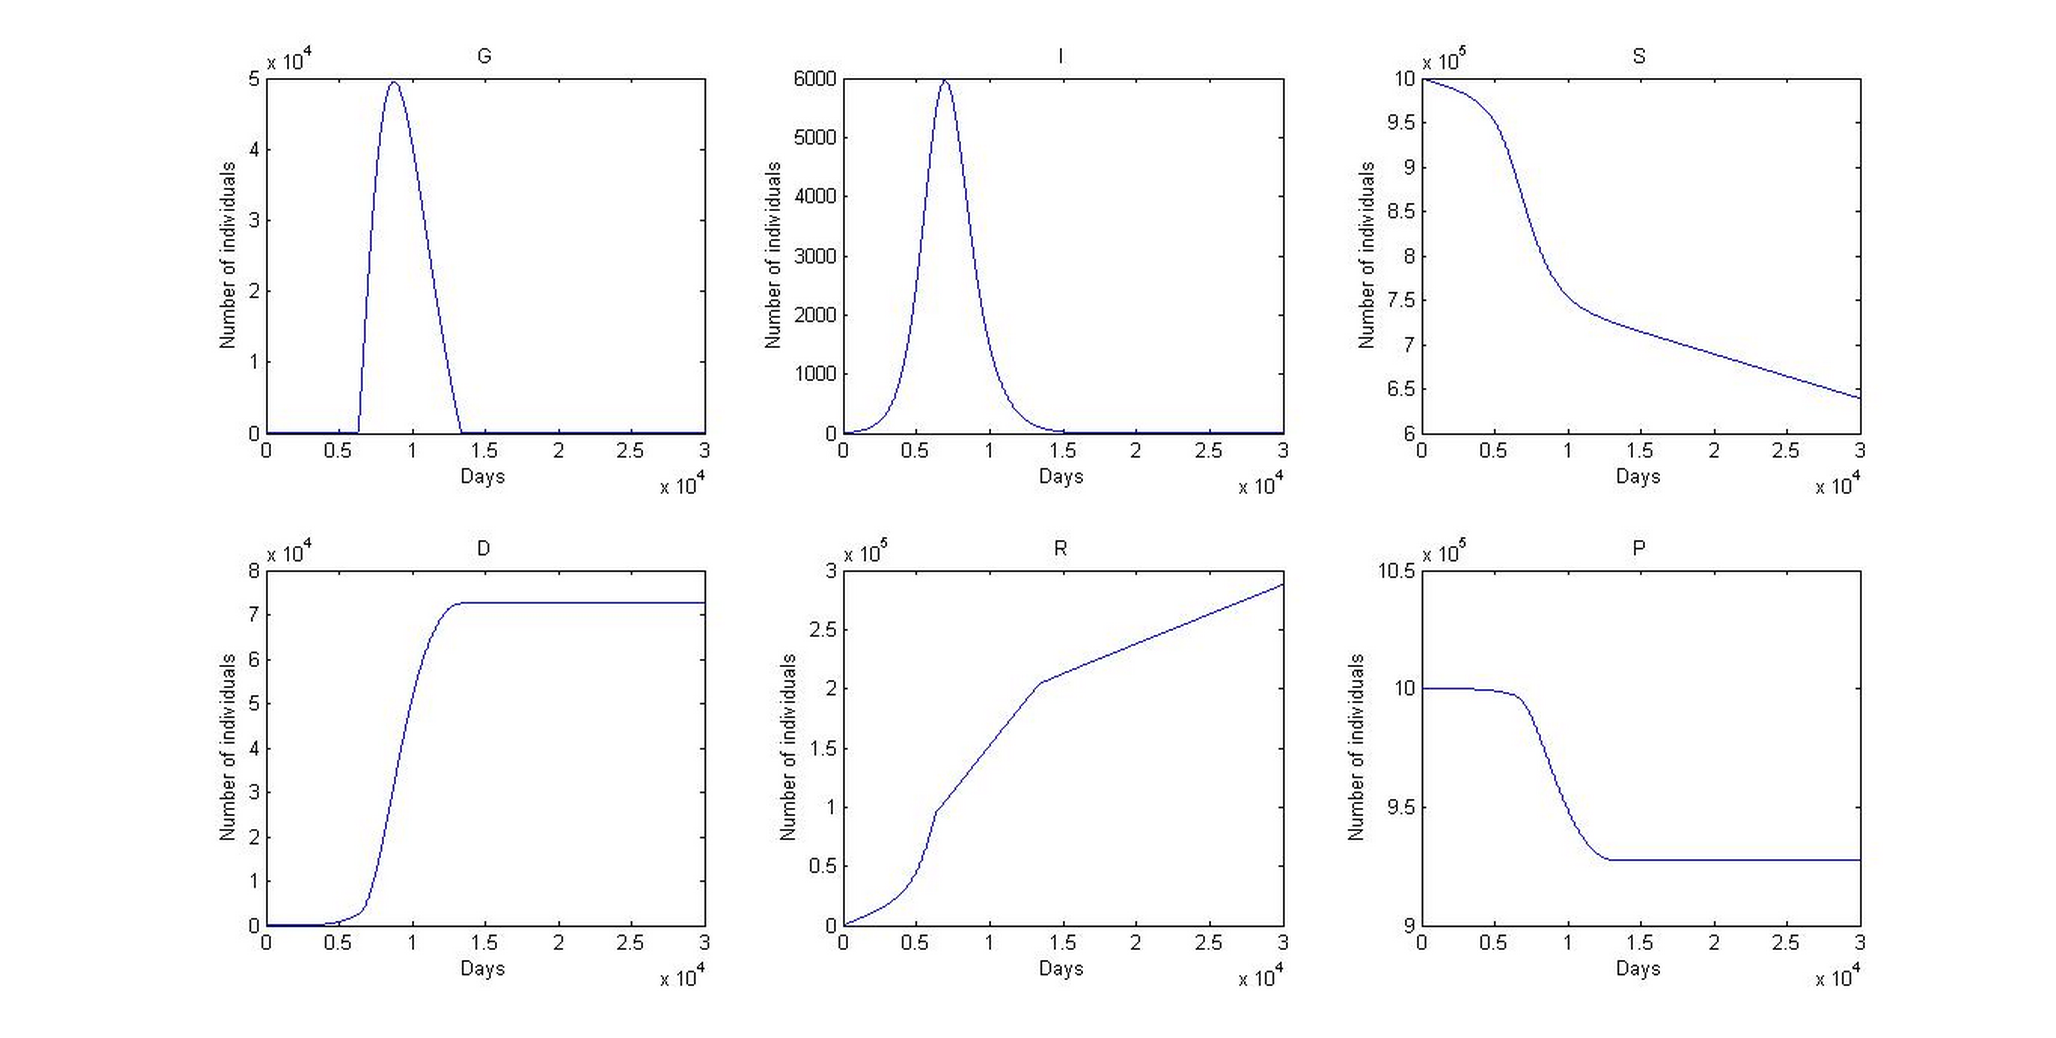 G
x 10^4
Number of individuals
5
4
3
2
1
0
0 0.5 1 1.5 2 2.5 3
Days
x 10^4
I
Number of individuals
6000
5000
4000
3000
2000
1000
0
0 0.5 1 1.5 2 2.5 3
Days
x 10^4
S
x 10^5
Number of individuals
10
9.5
9
8.5
8
7.5
7
6.5
6
0 0.5 1 1.5 2 2.5 3
Days
x 10^4
D
x 10^4
Number of individuals
8
7
6
5
4
3
2
1
0
0 0.5 1 1.5 2 2.5 3
Days
x 10^4
R
x 10^5
Number of individuals
3
2.5
2
1.5
1
0.5
0
0 0.5 1 1.5 2 2.5 3
Days
x 10^4
P
x 10^5
Number of individuals
10.5
10
9.5
9
0 0.5 1 1.5 2 2.5 3
Days
x 10^4